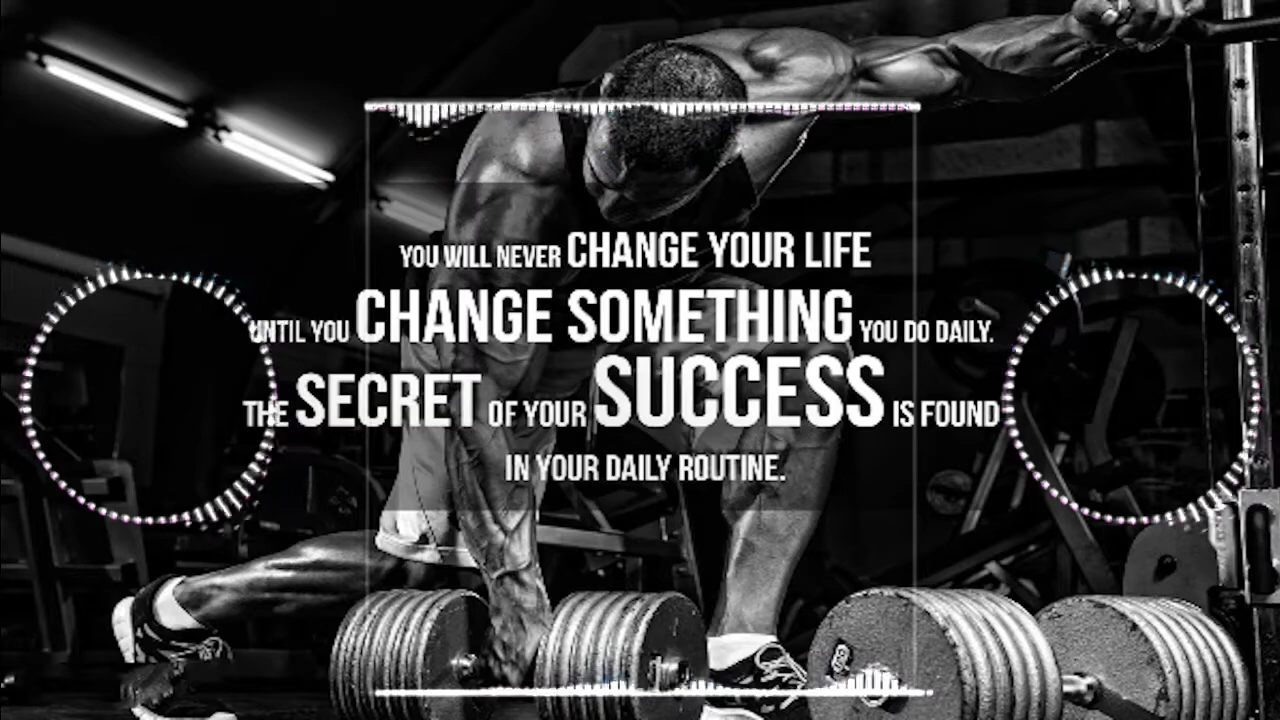 YOU WILL NEVER CHANGE YOUR LIFE
UNTIL YOU CHANGE SOMETHING YOU DO DAILY.
THE SECRET OF YOUR SUCCESS IS FOUND
IN YOUR DAILY ROUTINE.